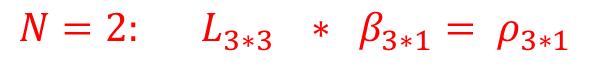 N = 2: L₃*₃ * β₃*₁ = ρ₃*₁